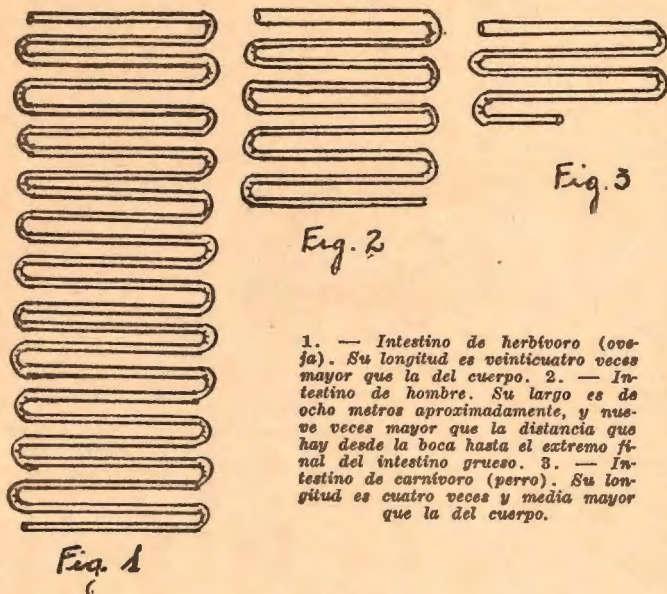 Fig. 1
Fig. 2
Fig. 3
1. — Intestino de herbívoro (ove-
ja). Su longitud es veinticuatro veces
mayor que la del cuerpo. 2. — In-
testino de hombre. Su largo es de
ocho metros aproximadamente, y nue-
ve veces mayor que la distancia que
hay desde la boca hasta el extremo fi-
nal del intestino grueso. 3. — In-
testino de carnívoro (perro). Su lon-
gitud es cuatro veces y media mayor
que la del cuerpo.